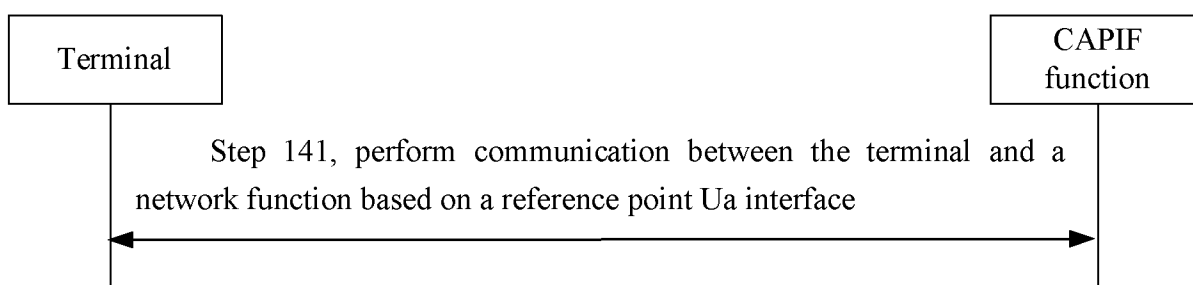 Terminal
CAPIF
function
Step 141, perform communication between the terminal and a
network function based on a reference point Ua interface